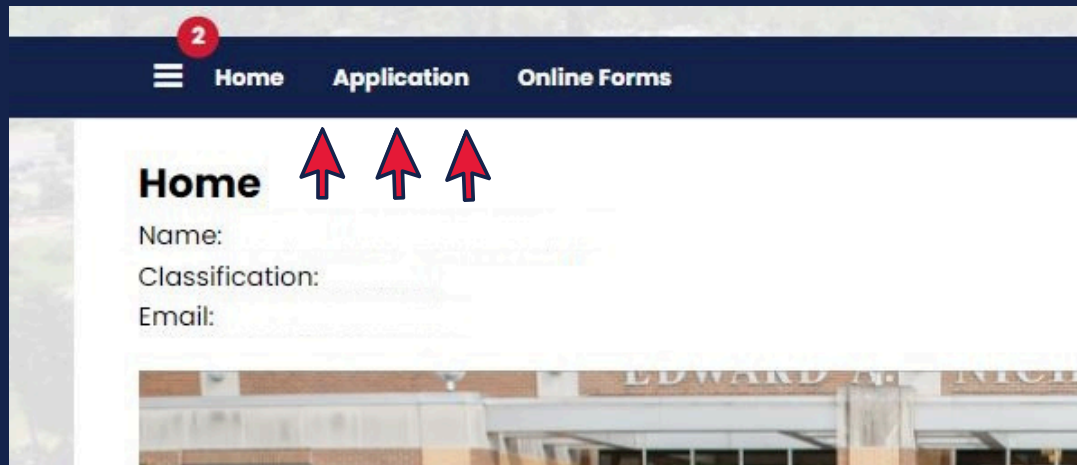 2
Home Application Online Forms
Home
Name:
Classification:
Email:
EDWARD A.